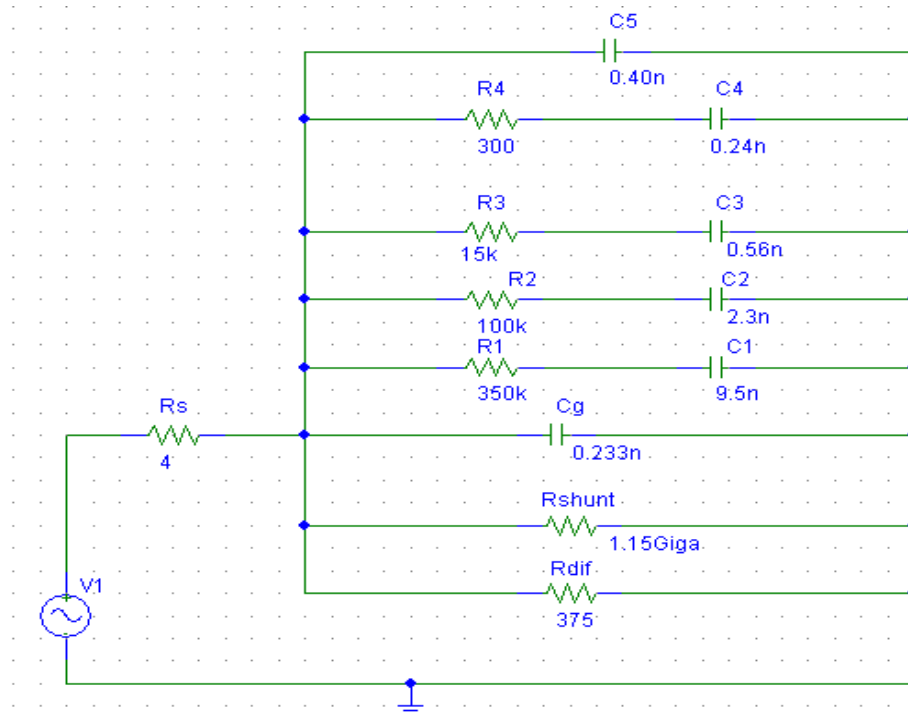 C5
0.40n
R4
C4
300
0.24n
R3
C3
15k
0.56n
R2
C2
100k
2.3n
R1
C1
350k
9.5n
Rs
Cg
4
0.233n
Rshunt
1.15Giga
Rdif
V1
375